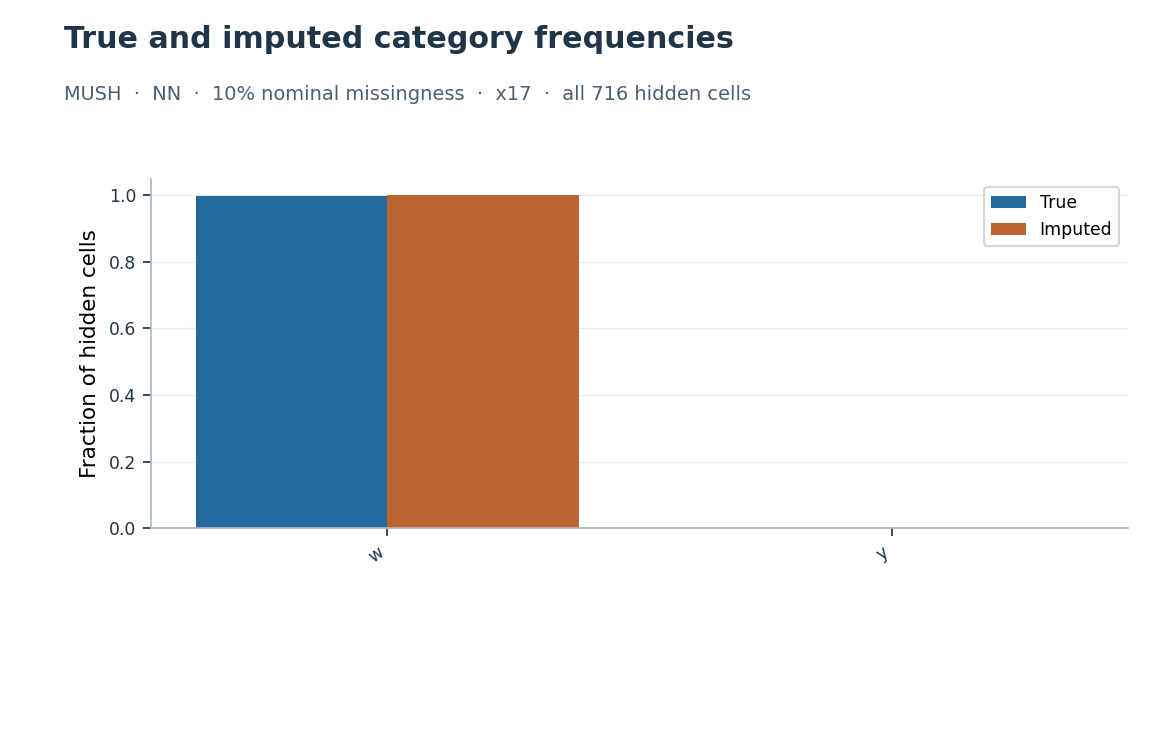 True and imputed category frequencies
MUSH · NN · 10% nominal missingness · x17 · all 716 hidden cells
Fraction of hidden cells
1.0
0.8
0.6
0.4
0.2
0.0
True
Imputed
w
y